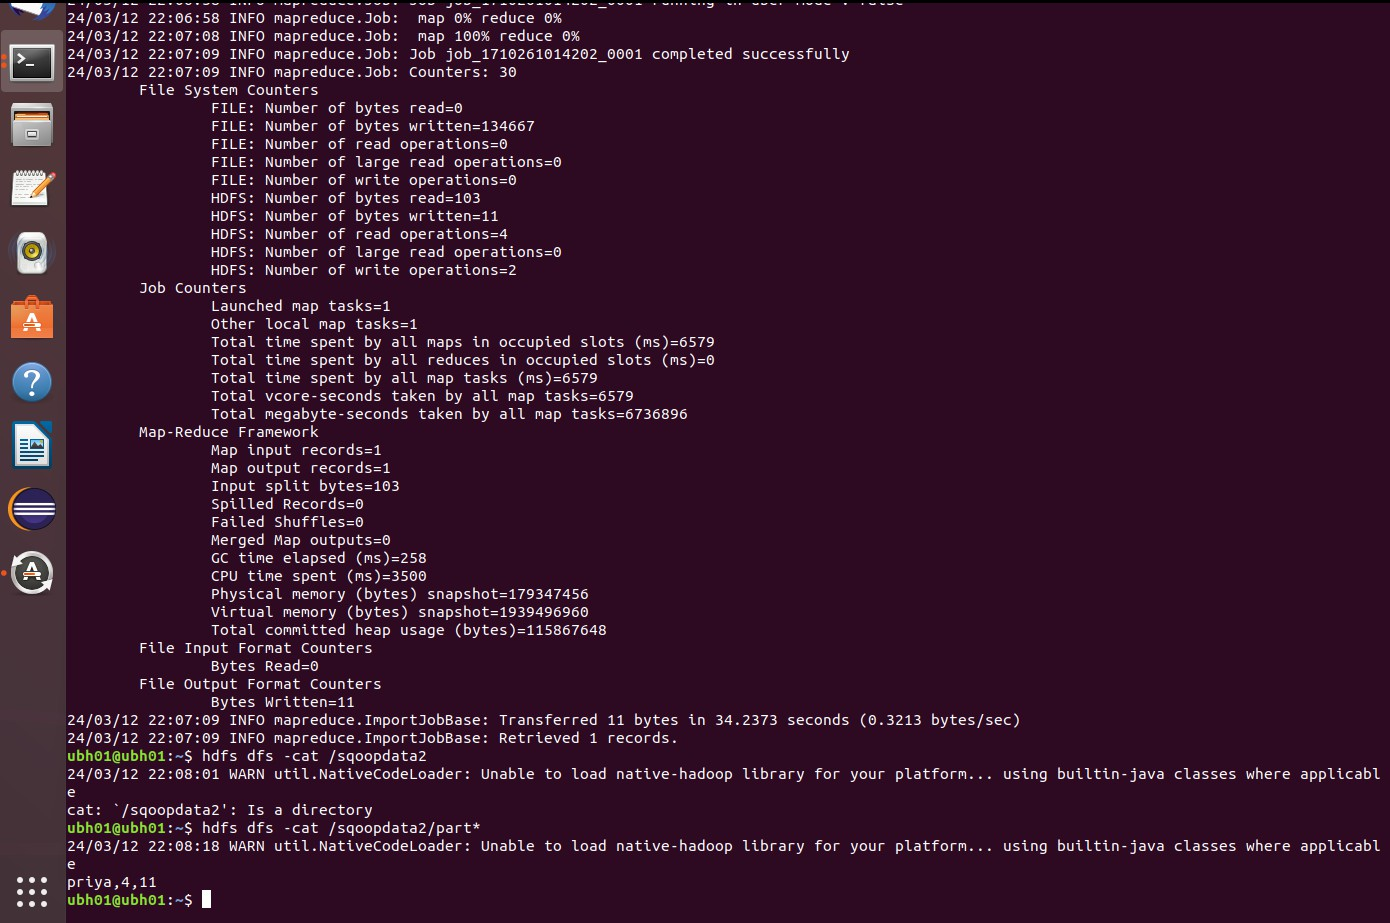 24/03/12 22:06:58 INFO mapreduce.Job: Job job_1710261014202_0001 running in uber mode : false
24/03/12 22:06:58 INFO mapreduce.Job:  map 0% reduce 0%
24/03/12 22:07:08 INFO mapreduce.Job:  map 100% reduce 0%
24/03/12 22:07:09 INFO mapreduce.Job: Job job_1710261014202_0001 completed successfully
24/03/12 22:07:09 INFO mapreduce.Job: Counters: 30
File System Counters
FILE: Number of bytes read=0
FILE: Number of bytes written=134667
FILE: Number of read operations=0
FILE: Number of large read operations=0
FILE: Number of write operations=0
HDFS: Number of bytes read=103
HDFS: Number of bytes written=11
HDFS: Number of read operations=4
HDFS: Number of large read operations=0
HDFS: Number of write operations=2
Job Counters
Launched map tasks=1
Other local map tasks=1
Total time spent by all maps in occupied slots (ms)=6579
Total time spent by all reduces in occupied slots (ms)=0
Total time spent by all map tasks (ms)=6579
Total vcore-seconds taken by all map tasks=6579
Total megabyte-seconds taken by all map tasks=6736896
Map-Reduce Framework
Map input records=1
Map output records=1
Input split bytes=103
Spilled Records=0
Failed Shuffles=0
Merged Map outputs=0
GC time elapsed (ms)=258
CPU time spent (ms)=3500
Physical memory (bytes) snapshot=179347456
Virtual memory (bytes) snapshot=1939496960
Total committed heap usage (bytes)=115867648
File Input Format Counters
Bytes Read=0
File Output Format Counters
Bytes Written=11
24/03/12 22:07:09 INFO mapreduce.ImportJobBase: Transferred 11 bytes in 34.2373 seconds (0.3213 bytes/sec)
24/03/12 22:07:09 INFO mapreduce.ImportJobBase: Retrieved 1 records.
ubh01@ubh01:~$ hdfs dfs -cat /sqoopdata2
24/03/12 22:08:01 WARN util.NativeCodeLoader: Unable to load native-hadoop library for your platform... using builtin-java classes where applicabl
e
cat: `/sqoopdata2': Is a directory
ubh01@ubh01:~$ hdfs dfs -cat /sqoopdata2/part*
24/03/12 22:08:18 WARN util.NativeCodeLoader: Unable to load native-hadoop library for your platform... using builtin-java classes where applicabl
e
priya,4,11
ubh01@ubh01:~$